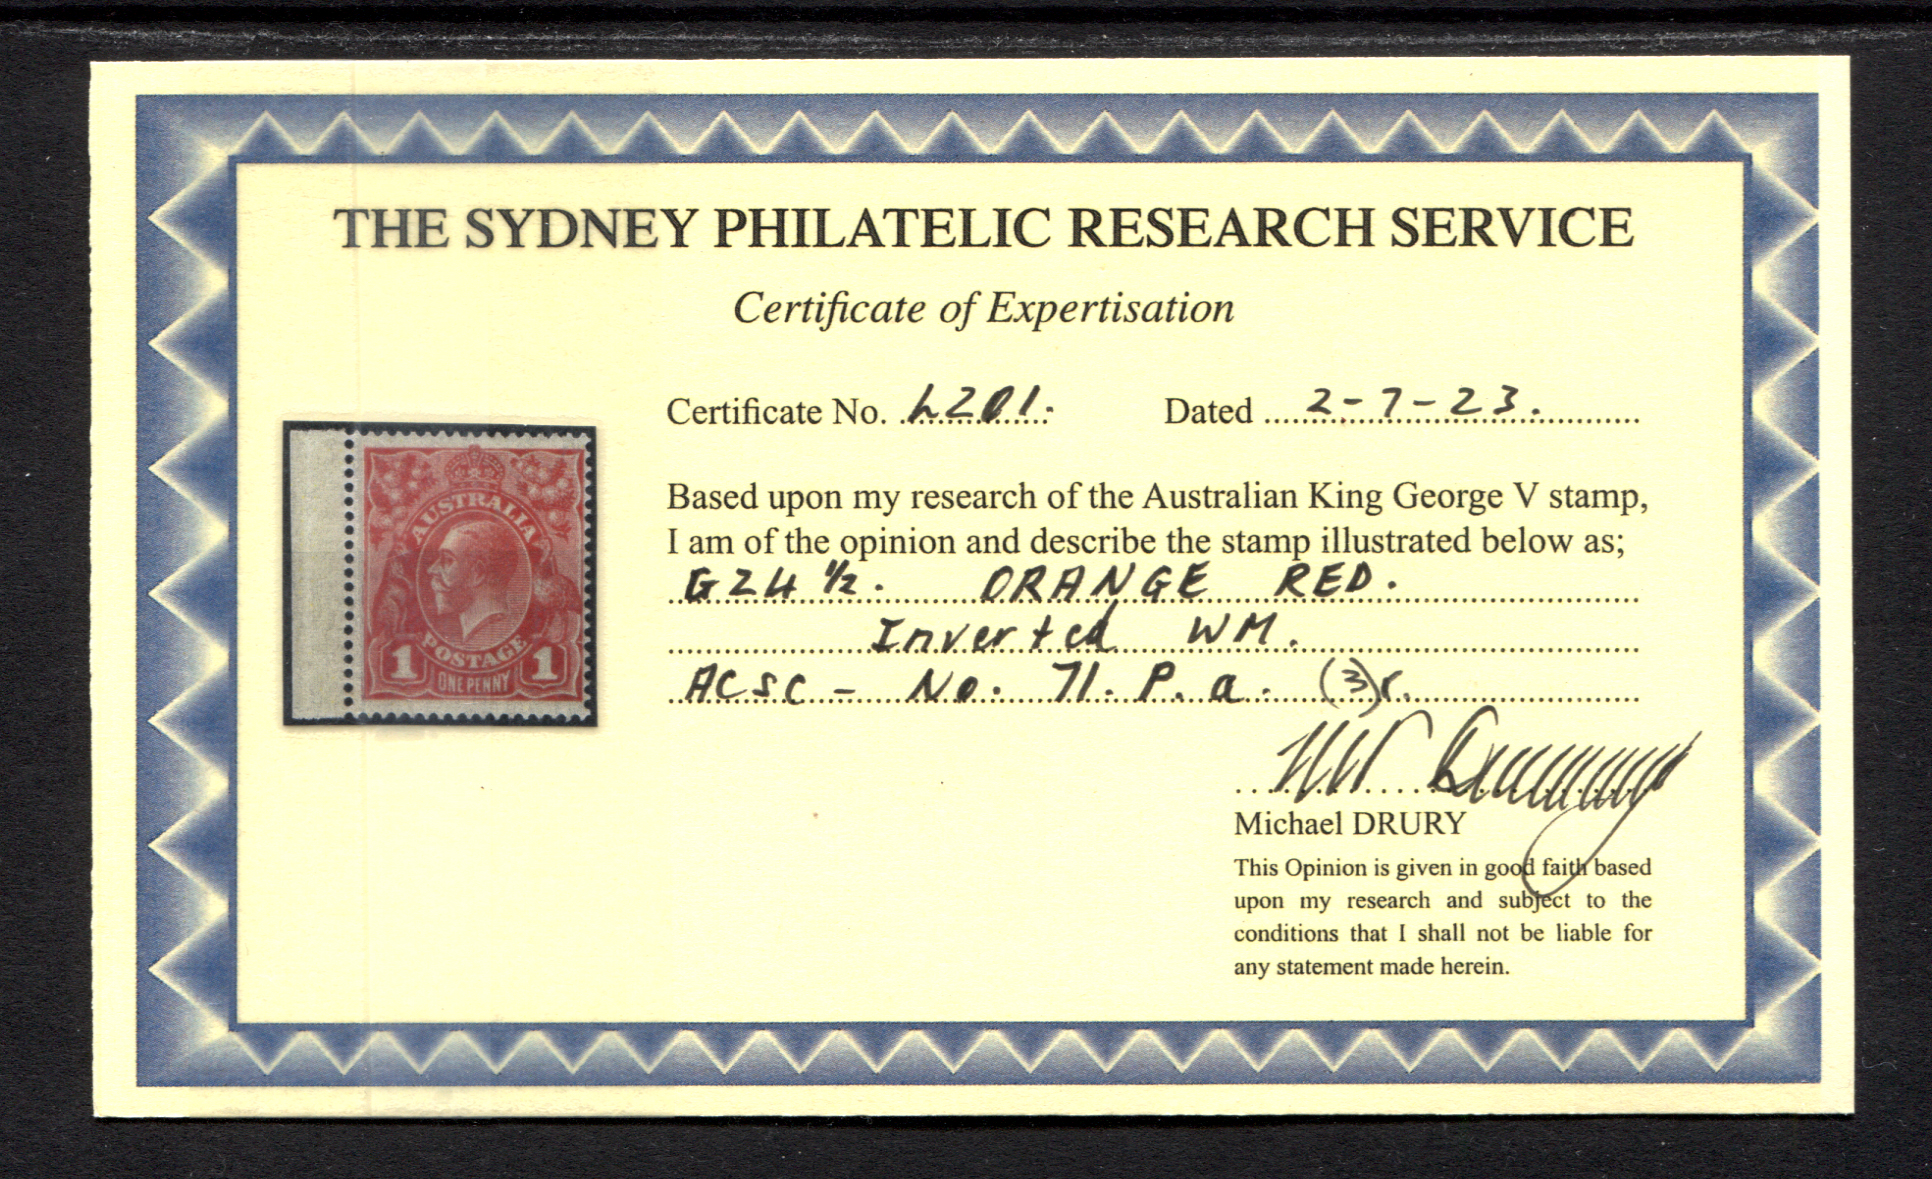 THE SYDNEY PHILATELIC RESEARCH SERVICE
Certificate of Expertisation
Certificate No. L201. Dated 2-7-23.
Based upon my research of the Australian King George V stamp,
I am of the opinion and describe the stamp illustrated below as;
G24 ½. ORANGE RED.
Inverted WM.
ACSC - No. 71. P. a. (3)r.
AUSTRALIA
POSTAGE
1 ONE PENNY 1
Michael DRURY
This Opinion is given in good faith based
upon my research and subject to the
conditions that I shall not be liable for
any statement made herein.